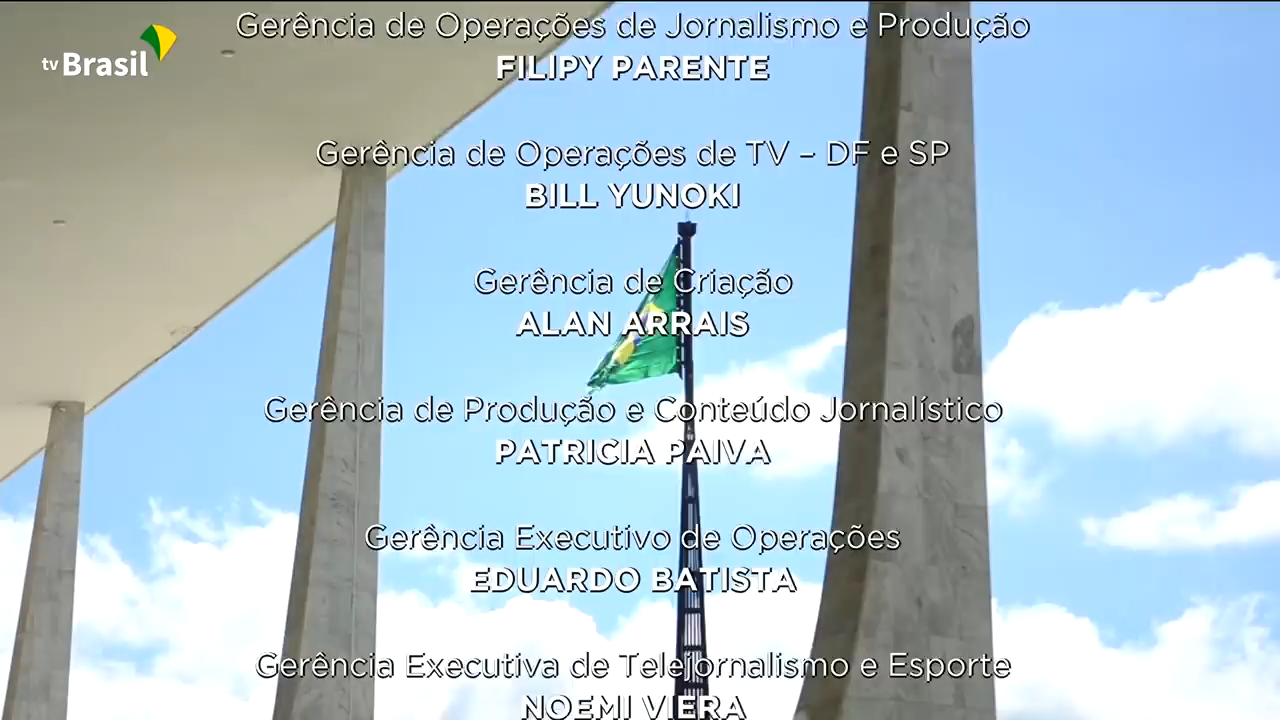 tv Brasil
Gerência de Operações de Jornalismo e Produção
FILIPY PARENTE
Gerência de Operações de TV – DF e SP
BILL YUNOKI
Gerência de Criação
ALAN ARRAIS
Gerência de Produção e Conteúdo Jornalístico
PATRICIA PAIVA
Gerência Executivo de Operações
EDUARDO BATISTA
Gerência Executiva de Telejornalismo e Esporte
NOEMI VIERA